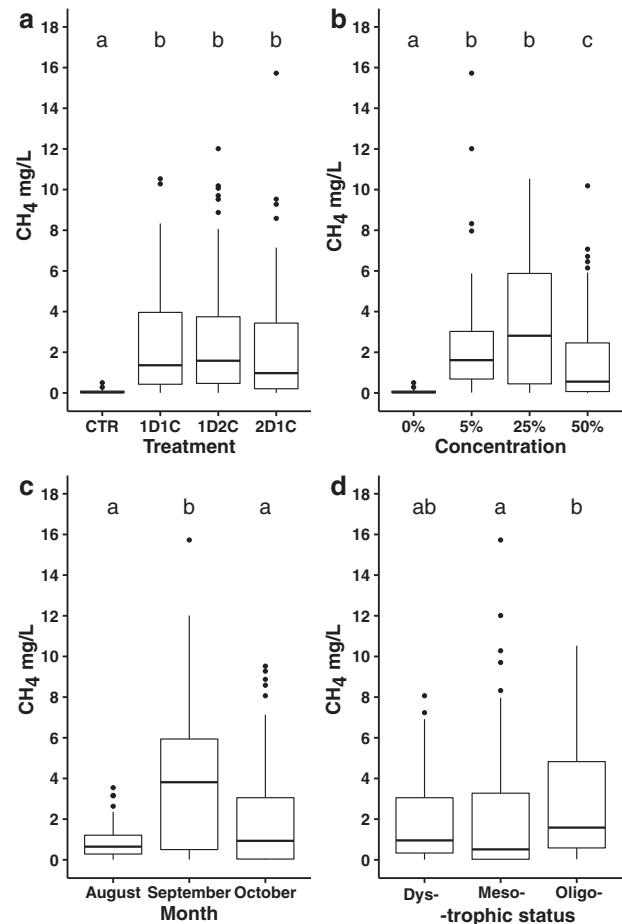 a
18
16
14
12
10
8
6
4
2
0
CH4 mg/L
a b b b
CTR 1D1C 1D2C 2D1C
Treatment
b
18
16
14
12
10
8
6
4
2
0
CH4 mg/L
a b b c
0% 5% 25% 50%
Concentration
c
18
16
14
12
10
8
6
4
2
0
CH4 mg/L
a b a
August September October
Month
d
18
16
14
12
10
8
6
4
2
0
CH4 mg/L
ab a b
Dys- Meso- Oligo-
-trophic status